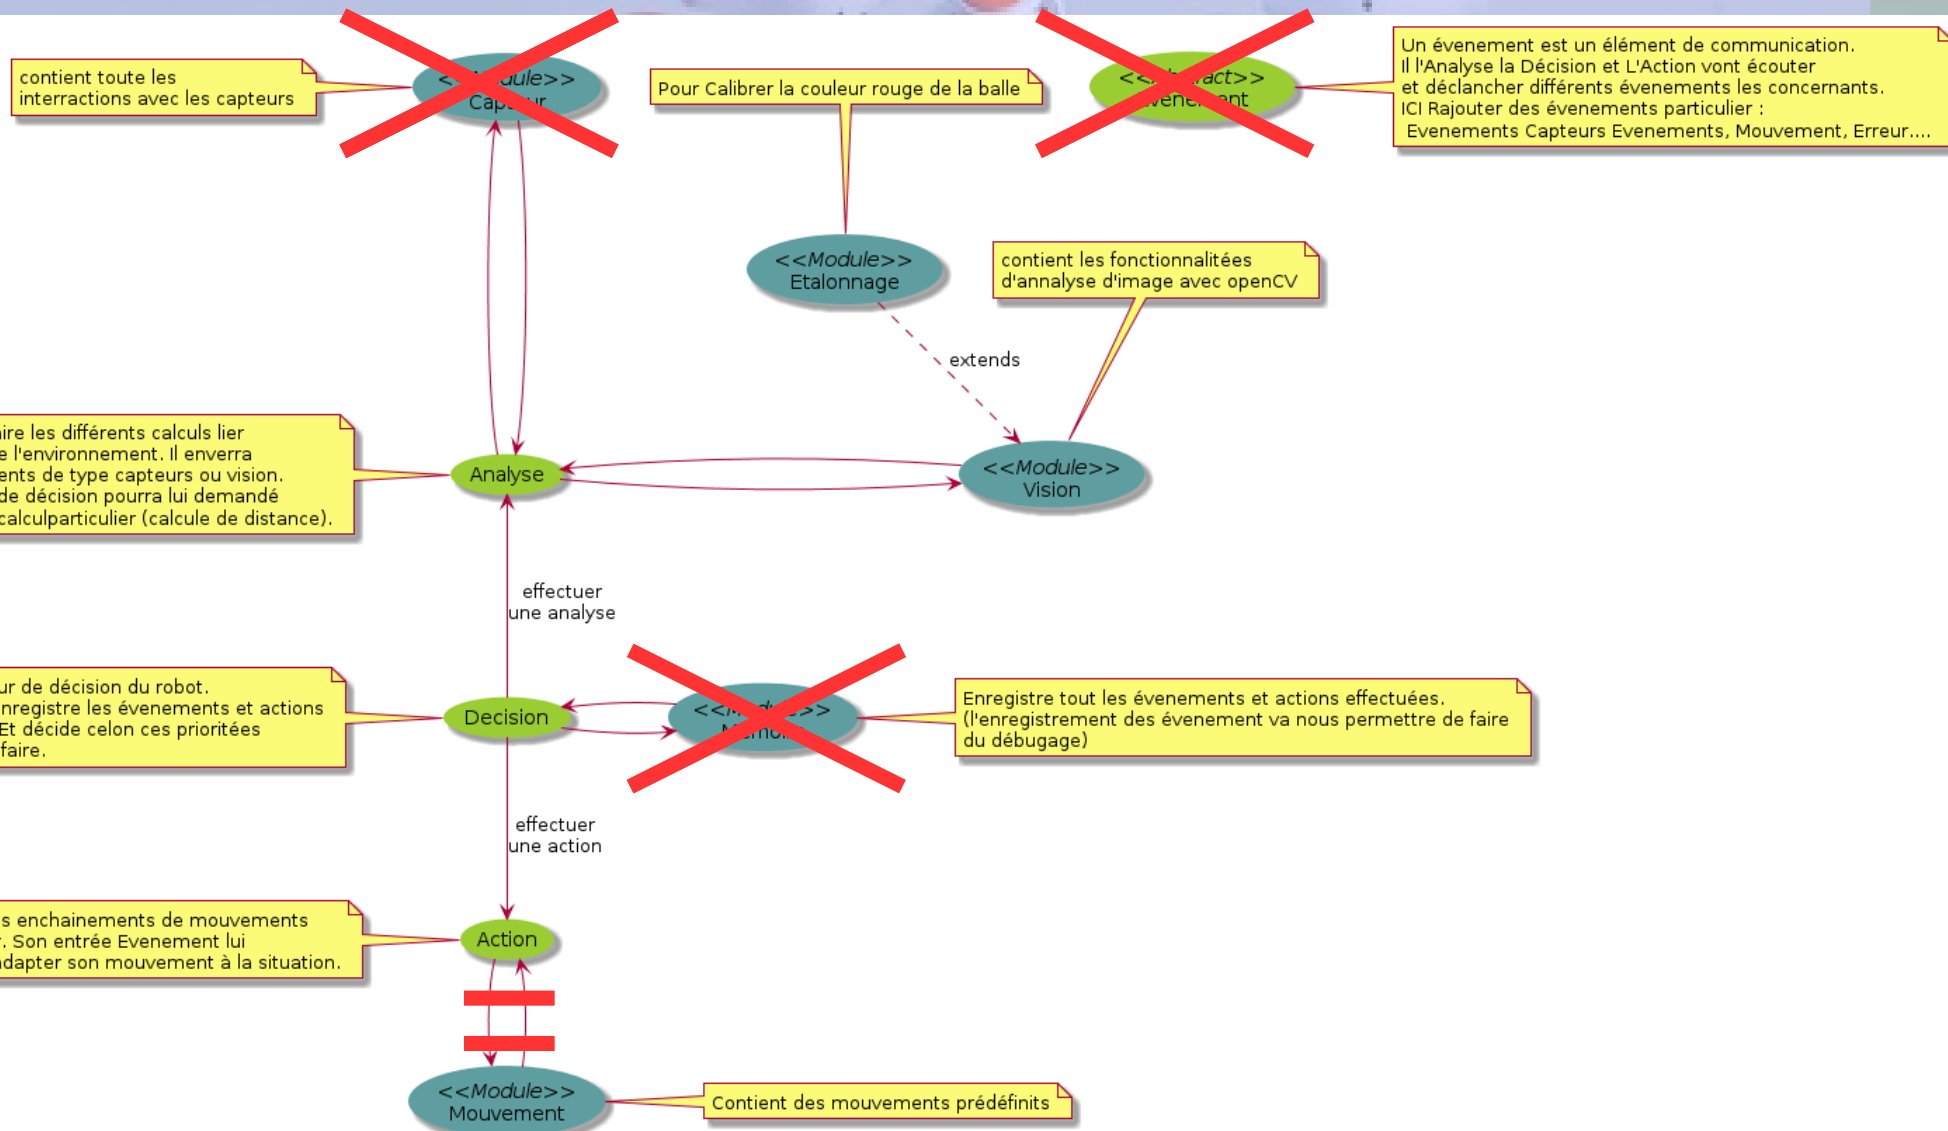 contient toute les
interractions avec les capteurs
Pour Calibrer la couleur rouge de la balle
Un évenement est un élément de communication.
Il l'Analyse la Décision et L'Action vont écouter
et déclancher différents évenements les concernants.
ICI Rajouter des évenements particulier :
Evenements Capteurs Evenements, Mouvement, Erreur....
<<Module>>
Etalonnage
contient les fonctionnalitées
d'annalyse d'image avec openCV
extends
les différents calculs lier
l'environnement. Il enverra
de type capteurs ou vision.
de décision pourra lui demandé
calculparticulier (calcule de distance).
Analyse
<<Module>>
Vision
effectuer
une analyse
de décision du robot.
les évenements et actions
Et décide celon ces prioritées
faire.
Decision
Enregistre tout les évenements et actions effectuées.
(l'enregistrement des évenement va nous permettre de faire
du débugage)
effectuer
une action
enchainements de mouvements
Son entrée Evenement lui
son mouvement à la situation.
Action
<<Module>>
Mouvement
Contient des mouvements prédéfinits